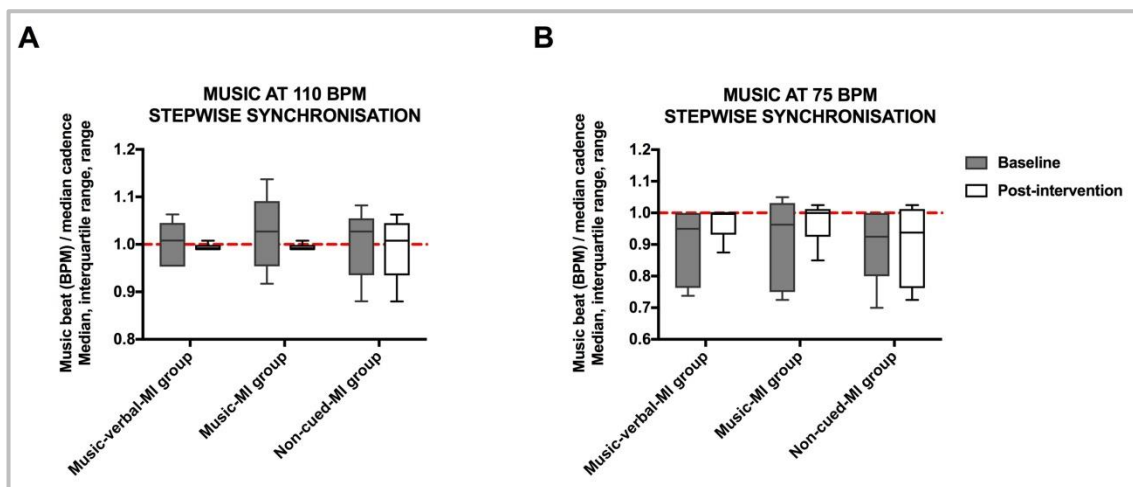 A
MUSIC AT 110 BPM
STEPWISE SYNCHRONISATION
Music beat (BPM) / median cadence
Median, interquartile range, range
1.2
1.1
1.0
0.9
0.8
Music-verbal-MI group
Music-MI group
Non-cued-MI group
B
MUSIC AT 75 BPM
STEPWISE SYNCHRONISATION
Music beat (BPM) / median cadence
Median, interquartile range, range
1.2
1.1
1.0
0.9
0.8
0.7
0.6
Music-verbal-MI group
Music-MI group
Non-cued-MI group
Baseline
Post-intervention